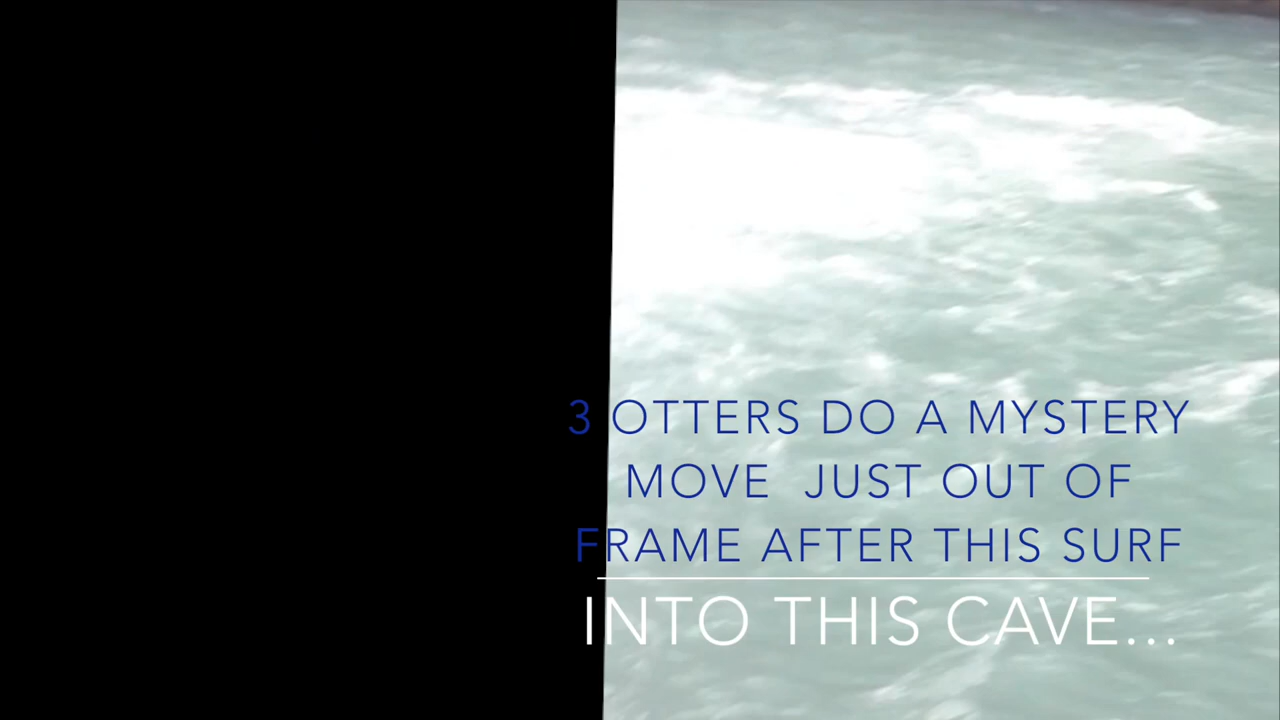 3 OTTERS DO A MYSTERY
MOVE JUST OUT OF
FRAME AFTER THIS SURF
INTO THIS CAVE...